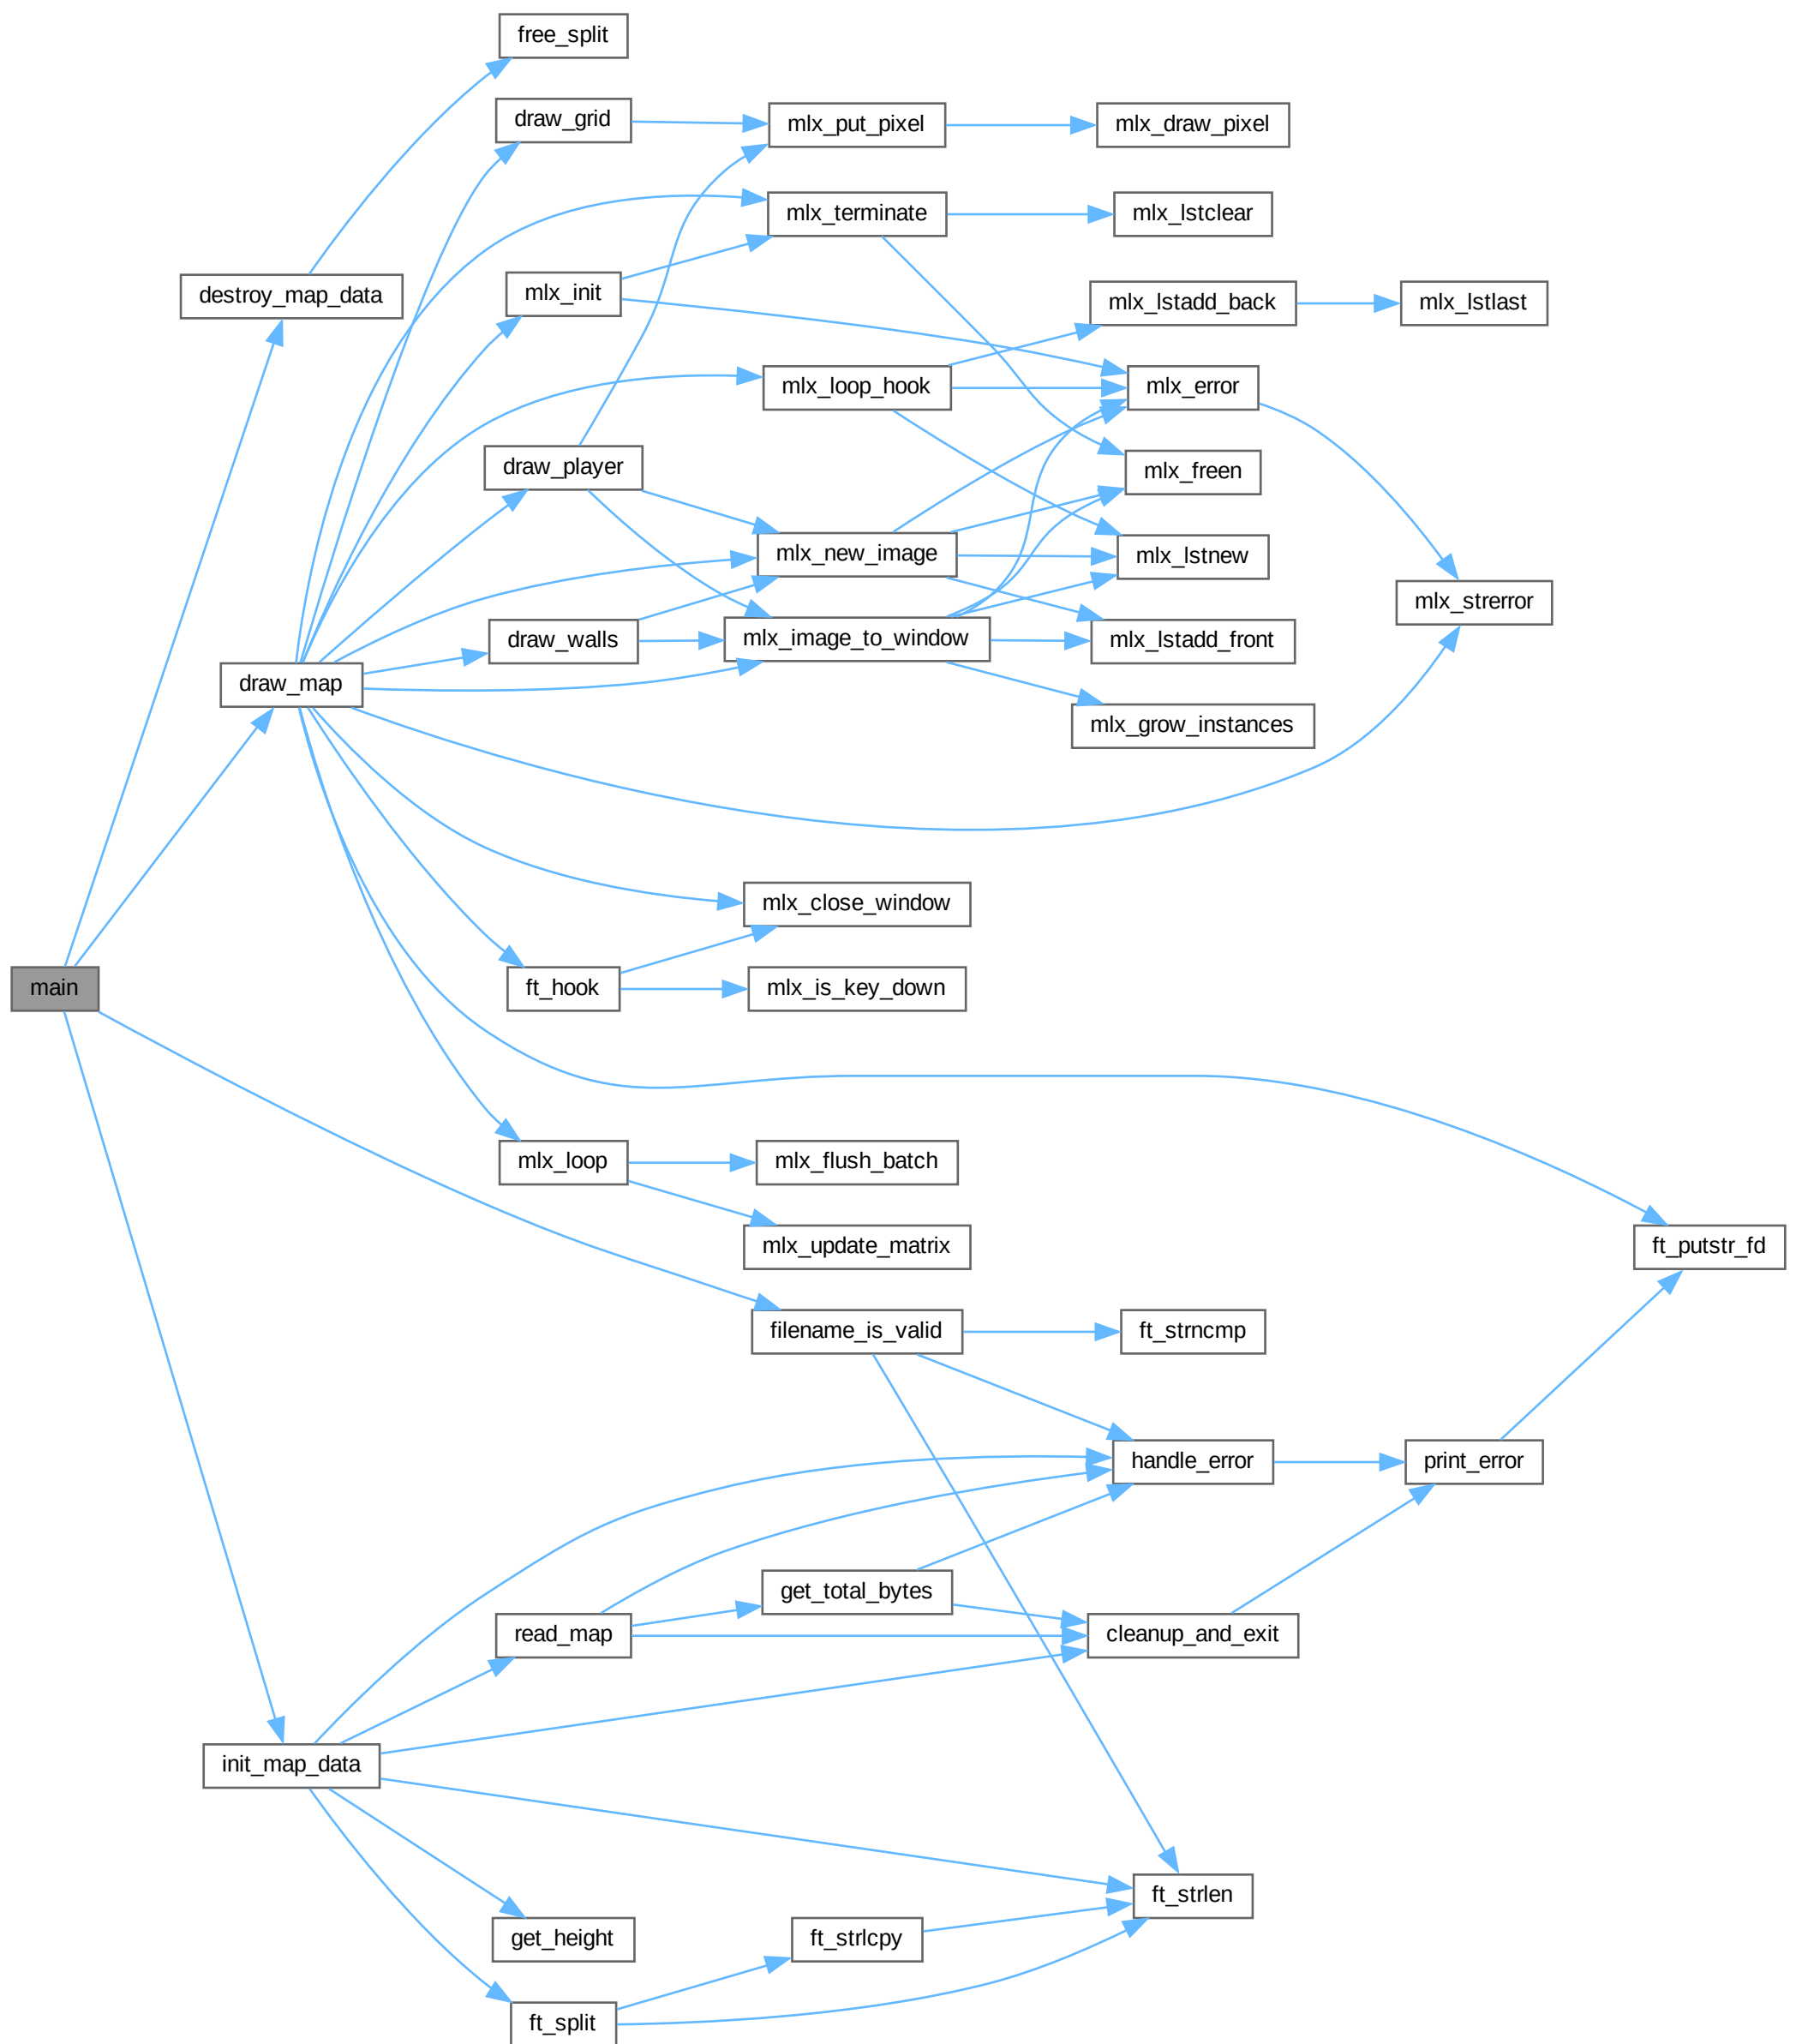 free_split
draw_grid
mlx_put_pixel
mlx_draw_pixel
mlx_terminate
mlx_lstclear
destroy_map_data
mlx_init
mlx_lstadd_back
mlx_lstlast
mlx_loop_hook
mlx_error
draw_player
mlx_freen
mlx_new_image
mlx_lstnew
mlx_strerror
draw_walls
mlx_image_to_window
mlx_lstadd_front
draw_map
mlx_grow_instances
mlx_close_window
main
ft_hook
mlx_is_key_down
mlx_loop
mlx_flush_batch
mlx_update_matrix
ft_putstr_fd
filename_is_valid
ft_strncmp
handle_error
print_error
get_total_bytes
read_map
cleanup_and_exit
init_map_data
ft_strlen
get_height
ft_strlcpy
ft_split